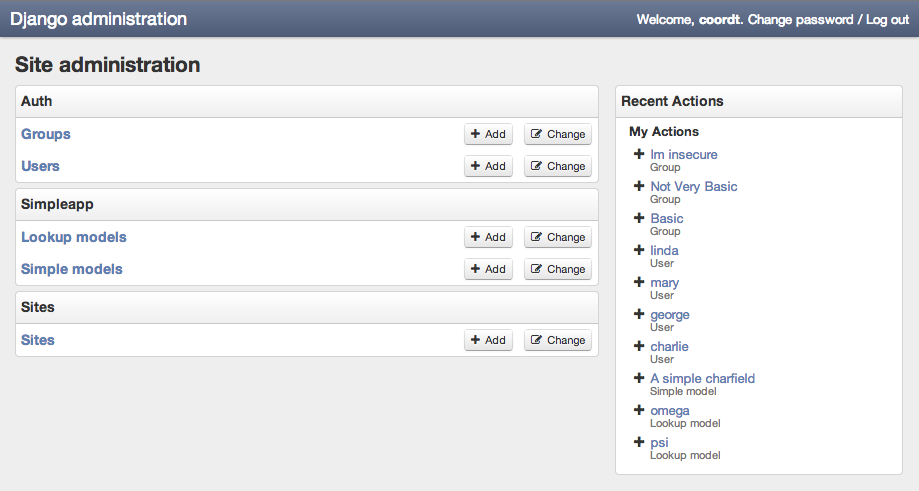 Django administration
Welcome, coordt. Change password / Log out
Site administration
Auth
Groups Add Change
Users Add Change
Simpleapp
Lookup models Add Change
Simple models Add Change
Sites
Sites Add Change
Recent Actions
My Actions
Im insecure
Group
Not Very Basic
Group
Basic
Group
linda
User
mary
User
george
User
charlie
User
A simple charfield
Simple model
omega
Lookup model
psi
Lookup model